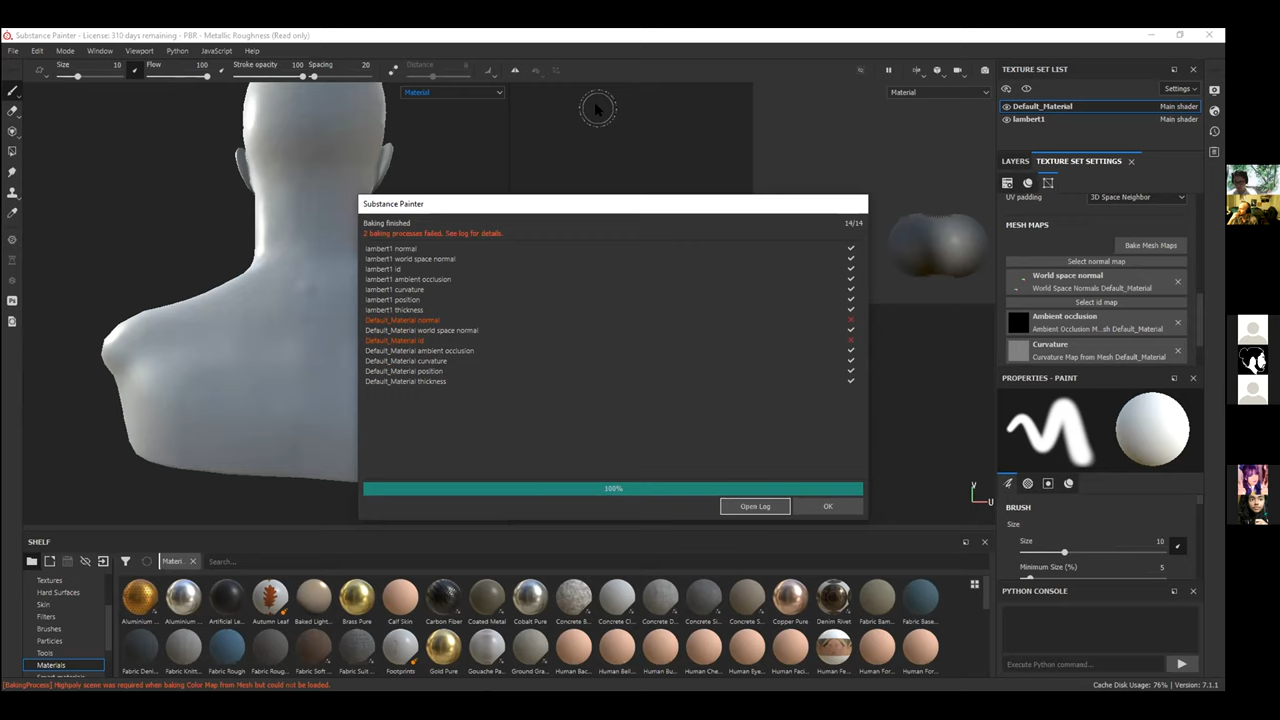 Substance Painter - License: 310 days remaining - PBR - Metallic Roughness (Read only)
File Edit Mode Window Viewport Python JavaScript Help
Size 10 Flow 100 Stroke opacity 100 Spacing 20 Distance 8
Material
Material
TEXTURE SET LIST
Settings
Default_Material Main shader
lambert1 Main shader
LAYERS TEXTURE SET SETTINGS
UV padding 3D Space Neighbor
MESH MAPS
Bake Mesh Maps
Select normal map
World space normal
World Space Normals Default_Material
Select id map
Ambient occlusion
Ambient Occlusion M...sh Default_Material
Curvature
Curvature Map from Mesh Default_Material
PROPERTIES - PAINT
BRUSH
Size
Size 10
Minimum Size (%) 5
PYTHON CONSOLE
Execute Python command...
Substance Painter
Baking finished 14/14
2 baking processes failed. See log for details.
lambert1 normal
lambert1 world space normal
lambert1 id
lambert1 ambient occlusion
lambert1 curvature
lambert1 position
lambert1 thickness
Default_Material normal
Default_Material world space normal
Default_Material id
Default_Material ambient occlusion
Default_Material curvature
Default_Material position
Default_Material thickness
100%
Open Log OK
V
U
SHELF
Materi... Search...
Textures
Hard Surfaces
Skin
Filters
Brushes
Particles
Tools
Materials
Aluminium ... Aluminium ... Artificial Le... Autumn Leaf Baked Light... Brass Pure Calf Skin Carbon Fiber Coated Metal Cobalt Pure Concrete B... Concrete Cl... Concrete D... Concrete Si... Concrete S... Copper Pure Denim Rivet Fabric Bam... Fabric Base...
Fabric Deni... Fabric Knitt... Fabric Rough Fabric Roug... Fabric Soft ... Fabric Suit ... Footprints Gold Pure Gouache Pa... Ground Gra... Human Bac... Human Bell... Human Bu... Human Che... Human Eye... Human Faci... Human Fe... Human For... Human For...
[BakingProcess] Highpoly scene was required when baking Color Map from Mesh but could not be loaded.
Cache Disk Usage: 76% | Version: 7.1.1